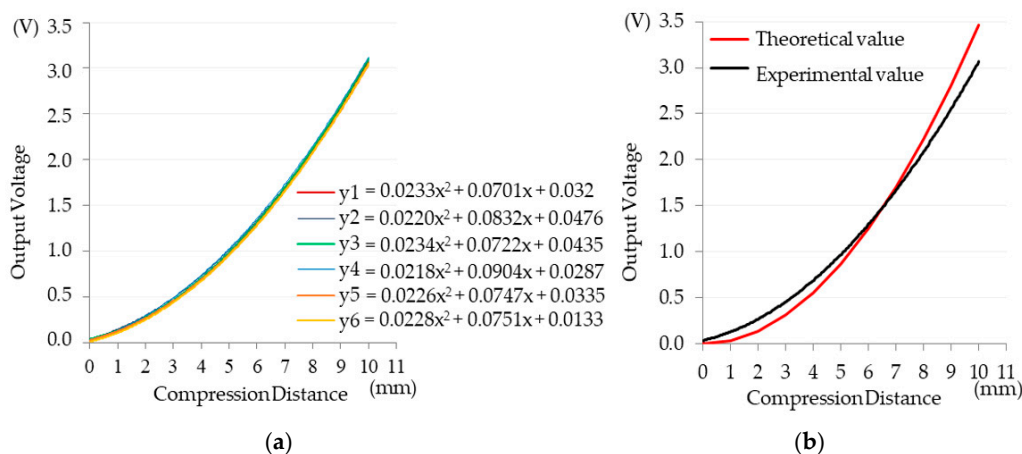 (V)
3.5
3.0
2.5
2.0
1.5
1.0
0.5
0.0
Output Voltage
y1 = 0.0233x² + 0.0701x + 0.032
y2 = 0.0220x² + 0.0832x + 0.0476
y3 = 0.0234x² + 0.0722x + 0.0435
y4 = 0.0218x² + 0.0904x + 0.0287
y5 = 0.0226x² + 0.0747x + 0.0335
y6 = 0.0228x² + 0.0751x + 0.0133
0 1 2 3 4 5 6 7 8 9 10 11
Compression Distance (mm)
(a)
(V)
3.5
3.0
2.5
2.0
1.5
1.0
0.5
0.0
Output Voltage
Theoretical value
Experimental value
0 1 2 3 4 5 6 7 8 9 10 11
Compression Distance (mm)
(b)